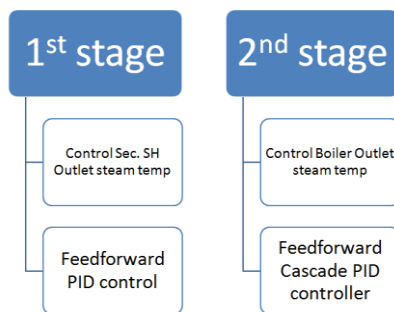 1st stage
Control Sec. SH
Outlet steam temp
Feedforward
PID control
2nd stage
Control Boiler Outlet
steam temp
Feedforward
Cascade PID
controller